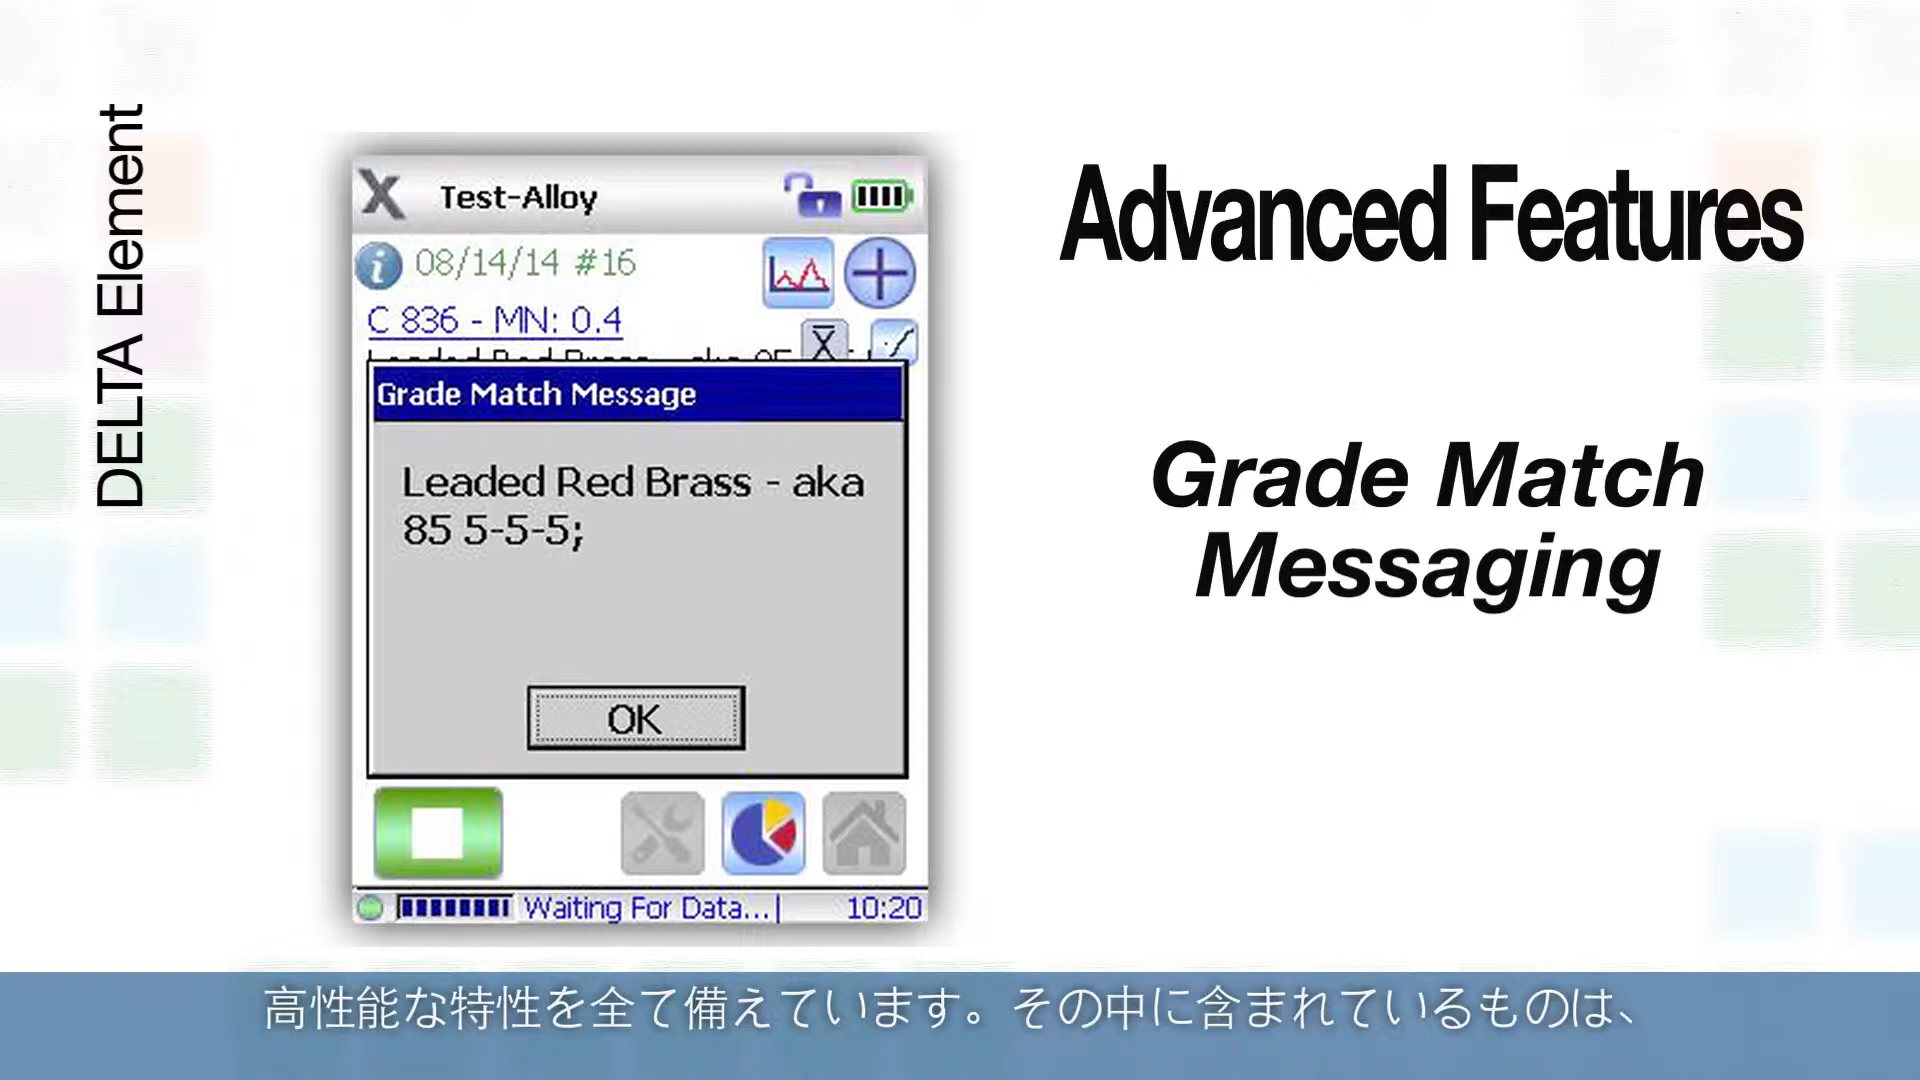 DELTA Element
Test-Alloy
08/14/14 #16
C 836 - MN: 0.4
Grade Match Message
Leaded Red Brass - aka
85 5-5-5;
OK
Waiting For Data...
10:20
Advanced Features
Grade Match
Messaging
高性能な特性を全て備えています。その中に含まれているものは、